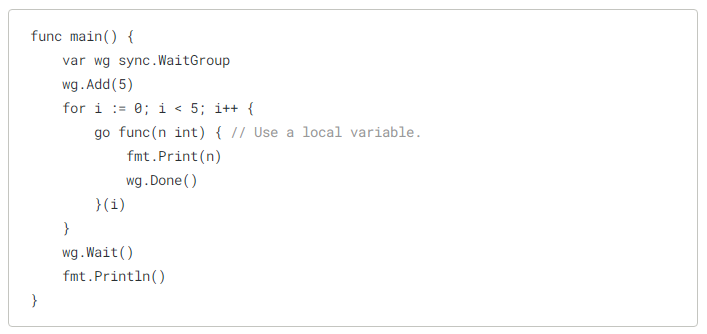 func main() {
    var wg sync.WaitGroup
    wg.Add(5)
    for i := 0; i < 5; i++ {
        go func(n int) { // Use a local variable.
            fmt.Print(n)
            wg.Done()
        }(i)
    }
    wg.Wait()
    fmt.Println()
}